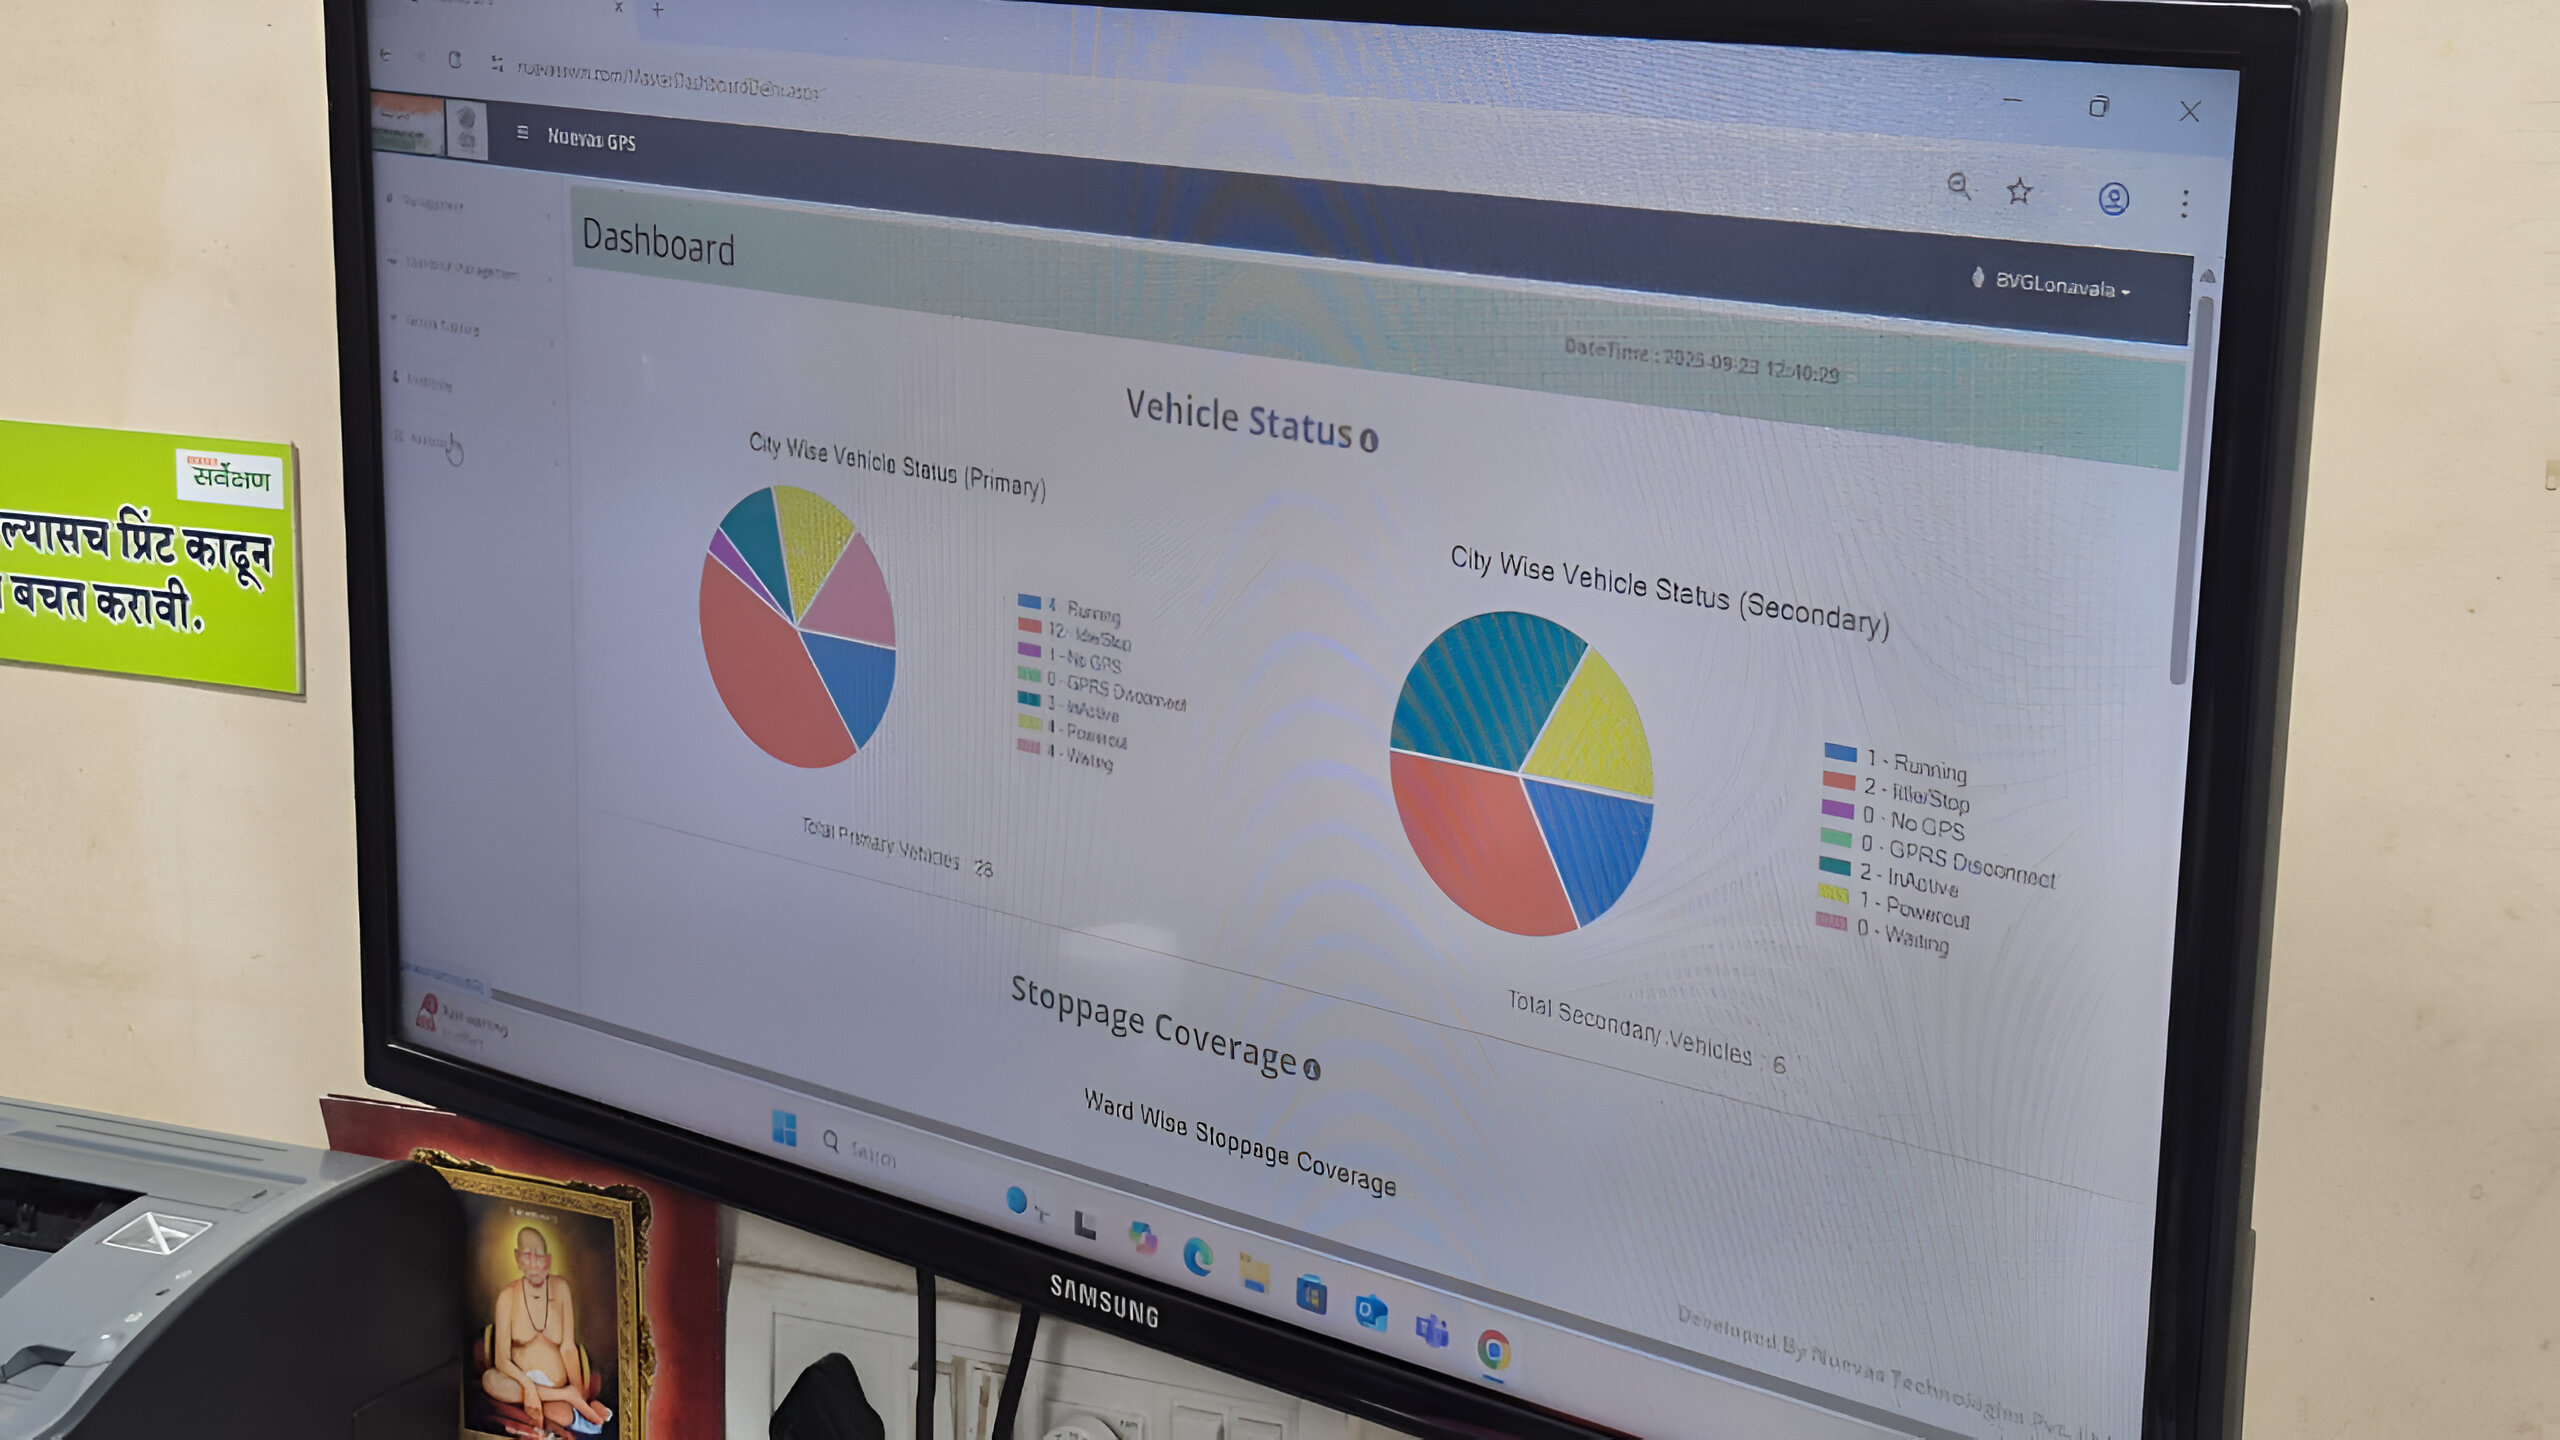 Nuevas GPS
BVGLonavala
Dashboard
DateTime : 2025-09-23 12:40:29
Vehicle Status
City Wise Vehicle Status (Primary)
4 - Running
12 - Idle/Stop
1 - No GPS
0 - GPRS Disconnect
3 - InActive
4 - Powercut
4 - Waiting
Total Primary Vehicles : 28
City Wise Vehicle Status (Secondary)
1 - Running
2 - Idle/Stop
0 - No GPS
0 - GPRS Disconnect
2 - InActive
1 - Powercut
0 - Waiting
Total Secondary Vehicles : 6
Stoppage Coverage
Ward Wise Stoppage Coverage
Developed By Nuevas Technologies Pvt.
Search
SAMSUNG
सर्वेक्षण
ल्यासच प्रिंट काढून
बचत करावी.